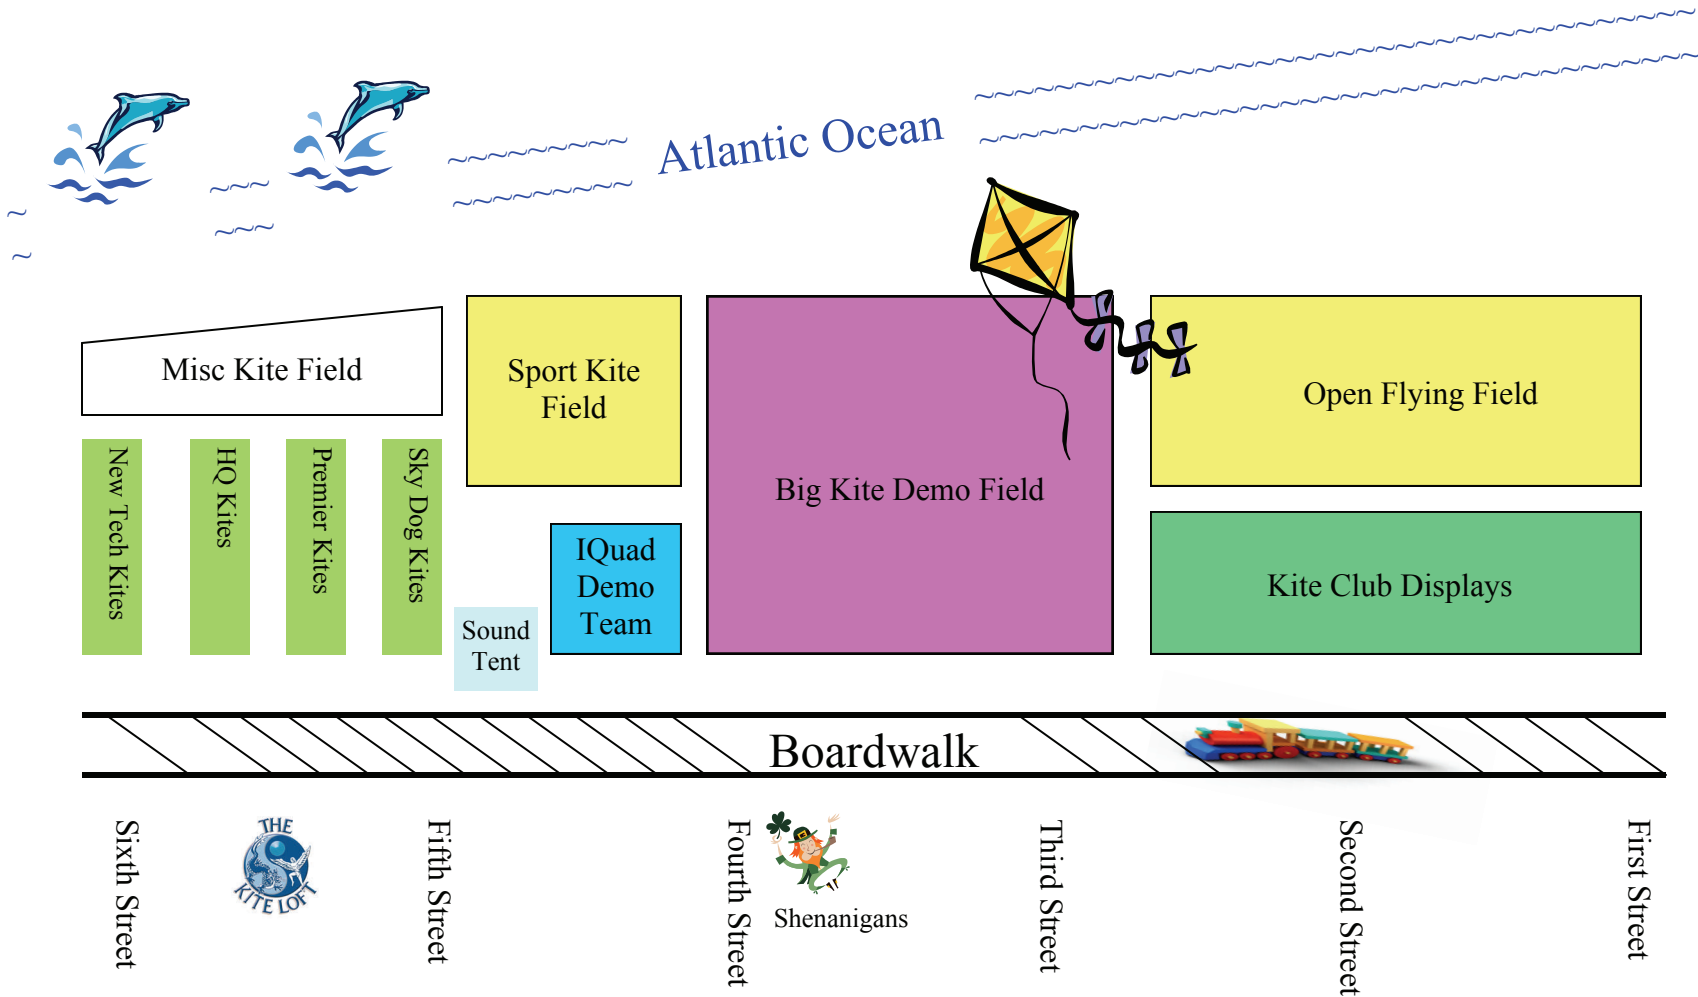 Atlantic Ocean
Misc Kite Field
Sport Kite
Field
Big Kite Demo Field
Open Flying Field
New Tech Kites
HQ Kites
Premier Kites
Sky Dog Kites
Sound
Tent
IQuad
Demo
Team
Kite Club Displays
Boardwalk
Sixth Street
THE
KITE LOFT
Fifth Street
Fourth Street
Shenanigans
Third Street
Second Street
First Street